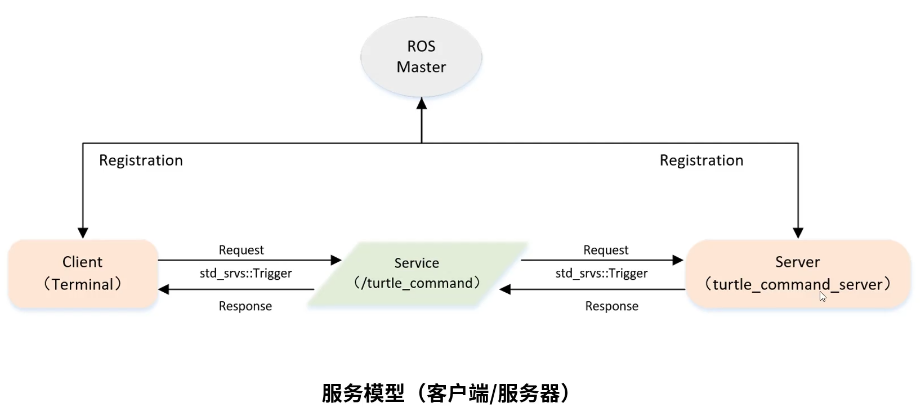 ROS
Master
Registration
Registration
Client
（Terminal）
Request
std_srvs::Trigger
Response
Service
（/turtle_command）
Request
std_srvs::Trigger
Response
Server
（turtle_command_server）
服务模型（客户端/服务器）